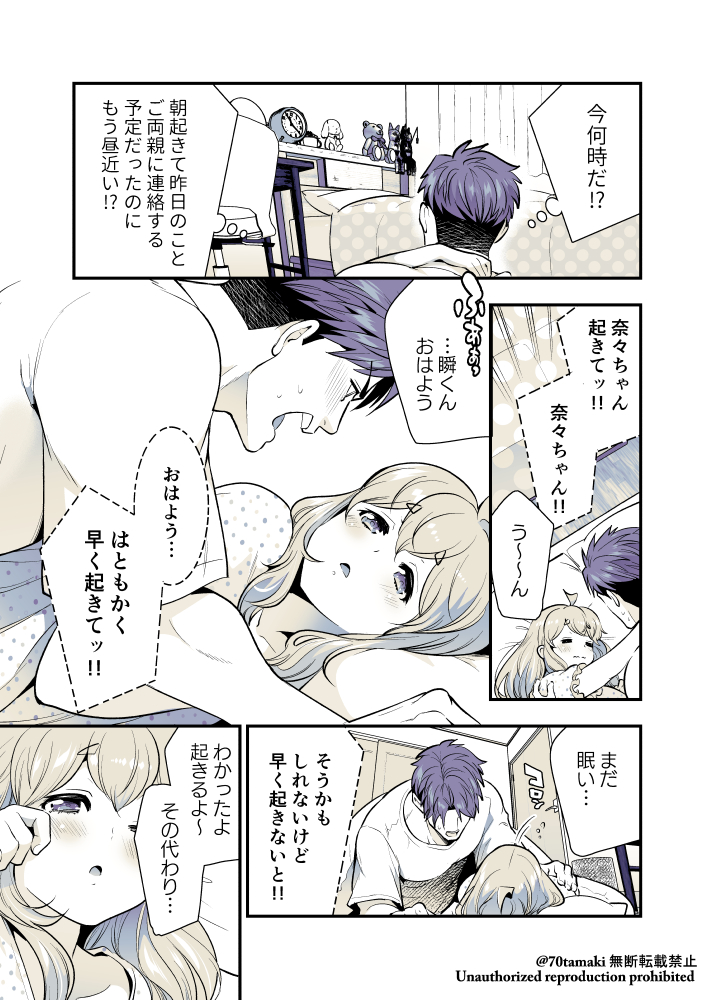 今何時だ!?
朝起きて昨日のこと
ご両親に連絡する
予定だったのに
もう昼近い!?
奈々ちゃん
起きてッ!!
奈々ちゃん!!
う〜〜ん
ふぁぁぁっ
…瞬くん
おはよう
おはよう…
はともかく
早く起きてッ!!
まだ
眠い…
ゴロン
そうかも
しれないけど
早く起きないと!!
わかったよ
起きるよ〜
その代わり…
@70tamaki 無断転載禁止
Unauthorized reproduction prohibited